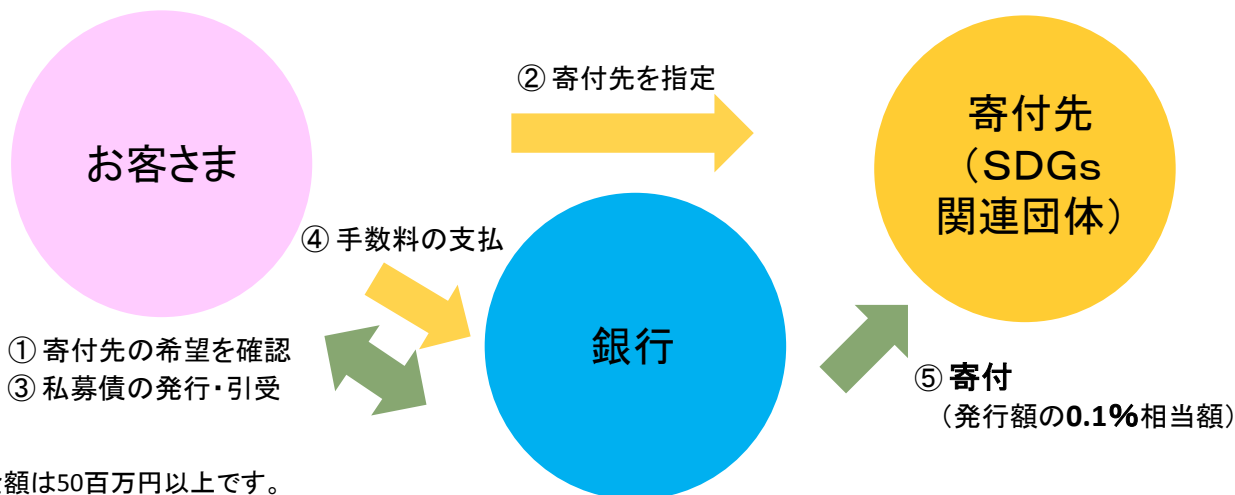 ② 寄付先を指定
お客さま
寄付先
（SDGs
関連団体）
④ 手数料の支払
銀行
① 寄付先の希望を確認
③ 私募債の発行・引受
⑤ 寄付
（発行額の0.1%相当額）
額は50百万円以上です。